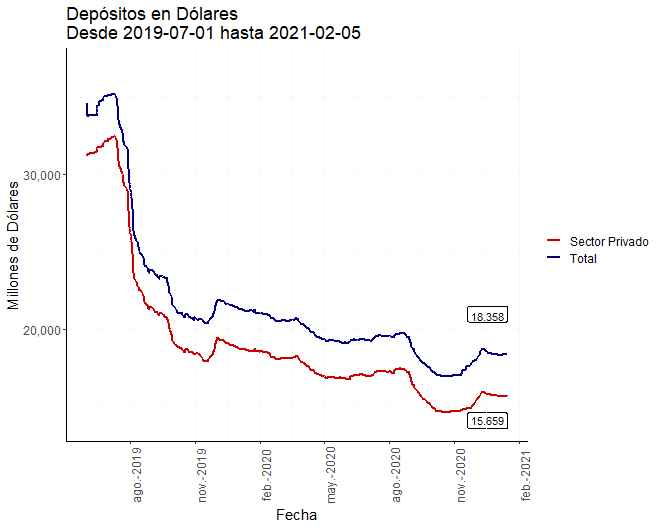 Depósitos en Dólares
Desde 2019-07-01 hasta 2021-02-05
Millones de Dólares
30,000
20,000
18.358
15.659
Sector Privado
Total
ago.-2019
nov.-2019
feb.-2020
may.-2020
ago.-2020
nov.-2020
feb.-2021
Fecha